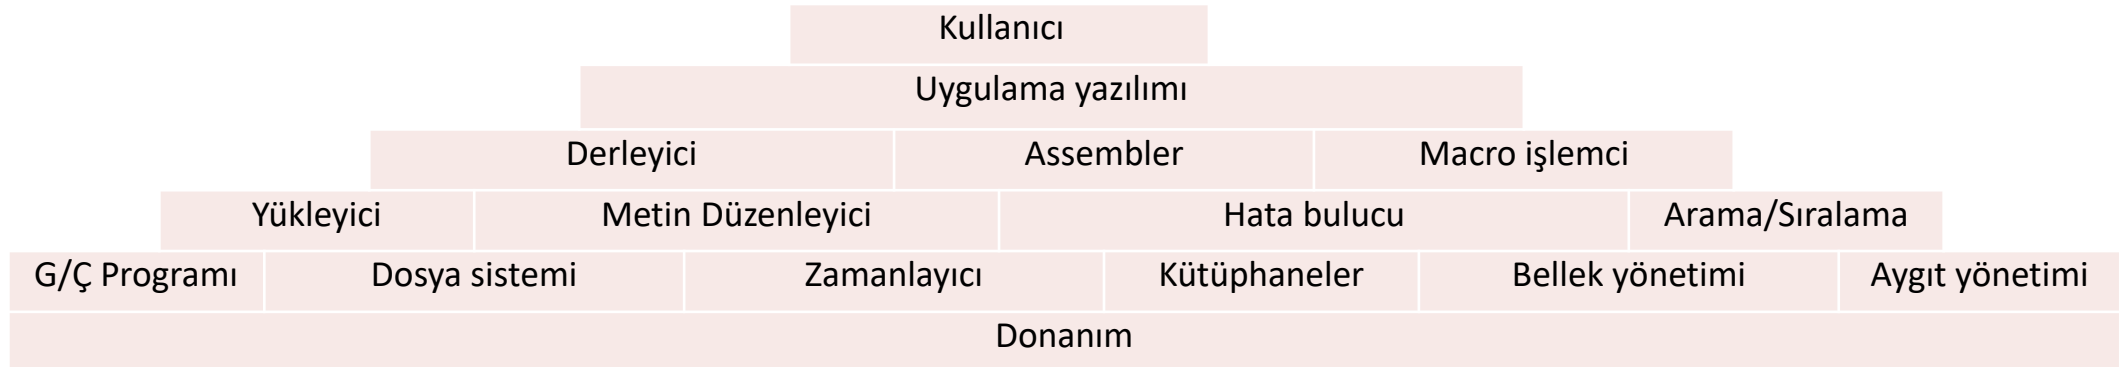 Kullanıcı
Uygulama yazılımı
Derleyici Assembler Macro işlemci
Yükleyici Metin Düzenleyici Hata bulucu Arama/Sıralama
G/Ç Programı Dosya sistemi Zamanlayıcı Kütüphaneler Bellek yönetimi Aygıt yönetimi
Donanım